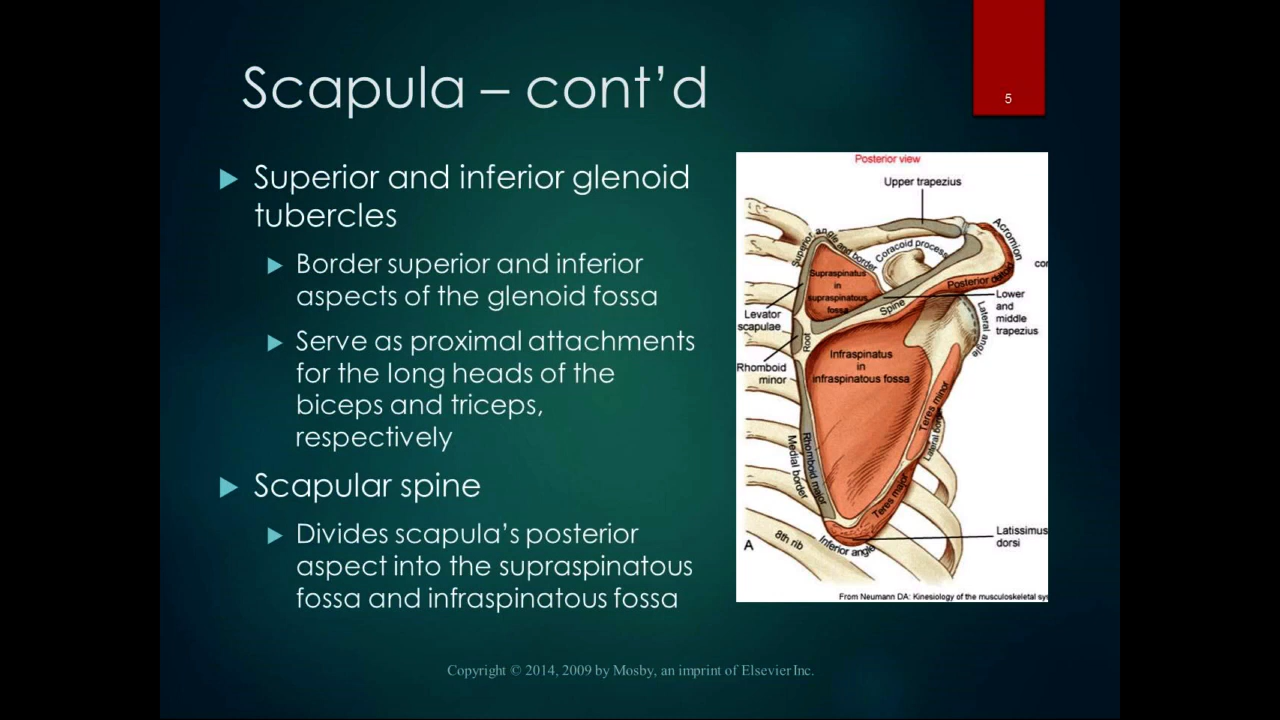 Scapula – cont’d
5
Superior and inferior glenoid
tubercles
Border superior and inferior
aspects of the glenoid fossa
Serve as proximal attachments
for the long heads of the
biceps and triceps,
respectively
Scapular spine
Divides scapula’s posterior
aspect into the supraspinatous
fossa and infraspinatous fossa
Posterior view
Upper trapezius
Superior angle and border
Coracoid process
Acromion
cor
Supraspinatus
in
supraspinatous
fossa
Posterior deltoid
Spine
Lower
and
middle
trapezius
Levator
scapulae
Root
Lateral angle
Rhomboid
minor
Infraspinatus
in
infraspinatous fossa
Teres minor
Lateral border
Medial border
Rhomboid major
Teres major
Latissimus
dorsi
A
8th rib
Inferior angle
From Neumann DA: Kinesiology of the musculoskeletal sy
Copyright © 2014, 2009 by Mosby, an imprint of Elsevier Inc.